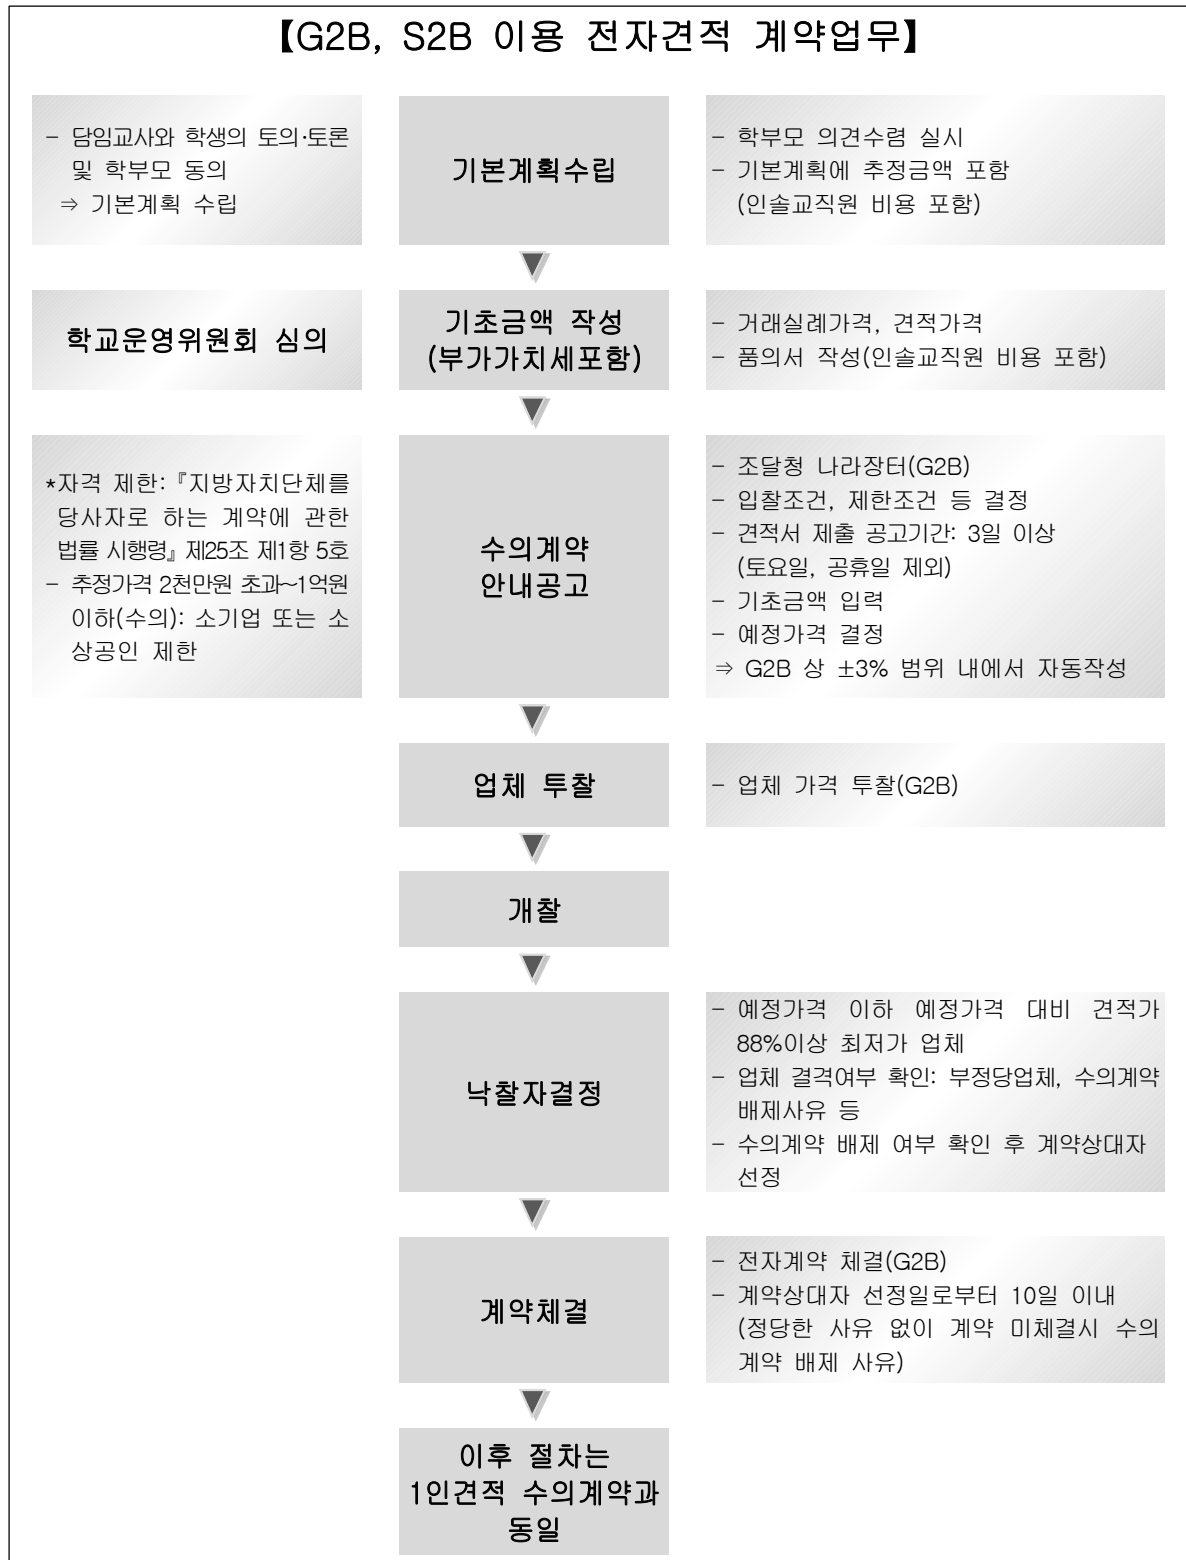 【G2B, S2B 이용 전자견적 계약업무】
- 담임교사와 학생의 토의·토론
및 학부모 동의
⇒ 기본계획 수립
기본계획수립
- 학부모 의견수렴 실시
- 기본계획에 추정금액 포함
(인솔교직원 비용 포함)
학교운영위원회 심의
기초금액 작성
(부가가치세포함)
- 거래실례가격, 견적가격
- 품의서 작성(인솔교직원 비용 포함)
*자격 제한:『지방자치단체를
당사자로 하는 계약에 관한
법률 시행령』 제25조 제1항 5호
- 추정가격 2천만원 초과~1억원
이하(수의): 소기업 또는 소
상공인 제한
수의계약
안내공고
- 조달청 나라장터(G2B)
- 입찰조건, 제한조건 등 결정
- 견적서 제출 공고기간: 3일 이상
(토요일, 공휴일 제외)
- 기초금액 입력
- 예정가격 결정
⇒ G2B 상 ±3% 범위 내에서 자동작성
업체 투찰
- 업체 가격 투찰(G2B)
개찰
낙찰자결정
- 예정가격 이하 예정가격 대비 견적가
88%이상 최저가 업체
- 업체 결격여부 확인: 부정당업체, 수의계약
배제사유 등
- 수의계약 배제 여부 확인 후 계약상대자
선정
계약체결
- 전자계약 체결(G2B)
- 계약상대자 선정일로부터 10일 이내
(정당한 사유 없이 계약 미체결시 수의
계약 배제 사유)
이후 절차는
1인견적 수의계약과
동일